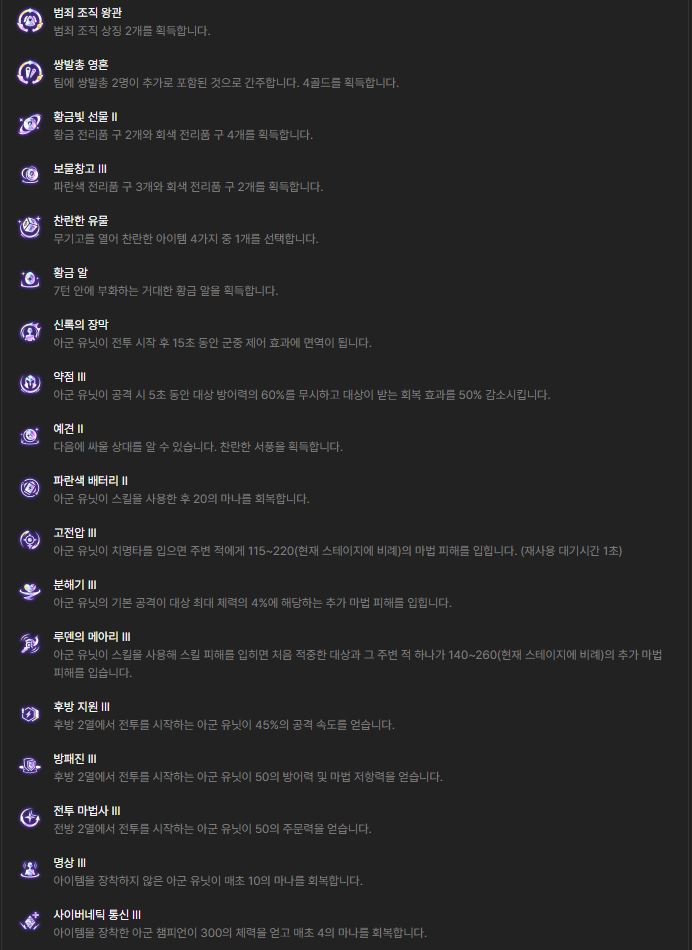 범죄 조직 왕관
범죄 조직 상징 2개를 획득합니다.
쌍발총 영혼
팀에 쌍발총 2명이 추가로 포함된 것으로 간주합니다. 4골드를 획득합니다.
황금빛 선물 II
황금 전리품 구 2개와 회색 전리품 구 4개를 획득합니다.
보물창고 III
파란색 전리품 구 3개와 회색 전리품 구 2개를 획득합니다.
찬란한 유물
무기고를 열어 찬란한 아이템 4가지 중 1개를 선택합니다.
황금 알
7턴 안에 부화하는 거대한 황금 알을 획득합니다.
신록의 장막
아군 유닛이 전투 시작 후 15초 동안 군중 제어 효과에 면역이 됩니다.
약점 III
아군 유닛이 공격 시 5초 동안 대상 방어력의 60%를 무시하고 대상이 받는 회복 효과를 50% 감소시킵니다.
예견 II
다음에 싸울 상대를 알 수 있습니다. 찬란한 서풍을 획득합니다.
파란색 배터리 II
아군 유닛이 스킬을 사용한 후 20의 마나를 회복합니다.
고전압 III
아군 유닛이 치명타를 입으면 주변 적에게 115~220(현재 스테이지에 비례)의 마법 피해를 입힙니다. (재사용 대기시간 1초)
분해기 III
아군 유닛의 기본 공격이 대상 최대 체력의 4%에 해당하는 추가 마법 피해를 입힙니다.
루덴의 메아리 III
아군 유닛이 스킬을 사용해 스킬 피해를 입히면 처음 적중한 대상과 그 주변 적 하나가 140~260(현재 스테이지에 비례)의 추가 마법
피해를 입습니다.
후방 지원 III
후방 2열에서 전투를 시작하는 아군 유닛이 45%의 공격 속도를 얻습니다.
방패진 III
후방 2열에서 전투를 시작하는 아군 유닛이 50의 방어력 및 마법 저항력을 얻습니다.
전투 마법사 III
전방 2열에서 전투를 시작하는 아군 유닛이 50의 주문력을 얻습니다.
명상 III
아이템을 장착하지 않은 아군 유닛이 매초 10의 마나를 회복합니다.
사이버네틱 통신 III
아이템을 장착한 아군 챔피언이 300의 체력을 얻고 매초 4의 마나를 회복합니다.